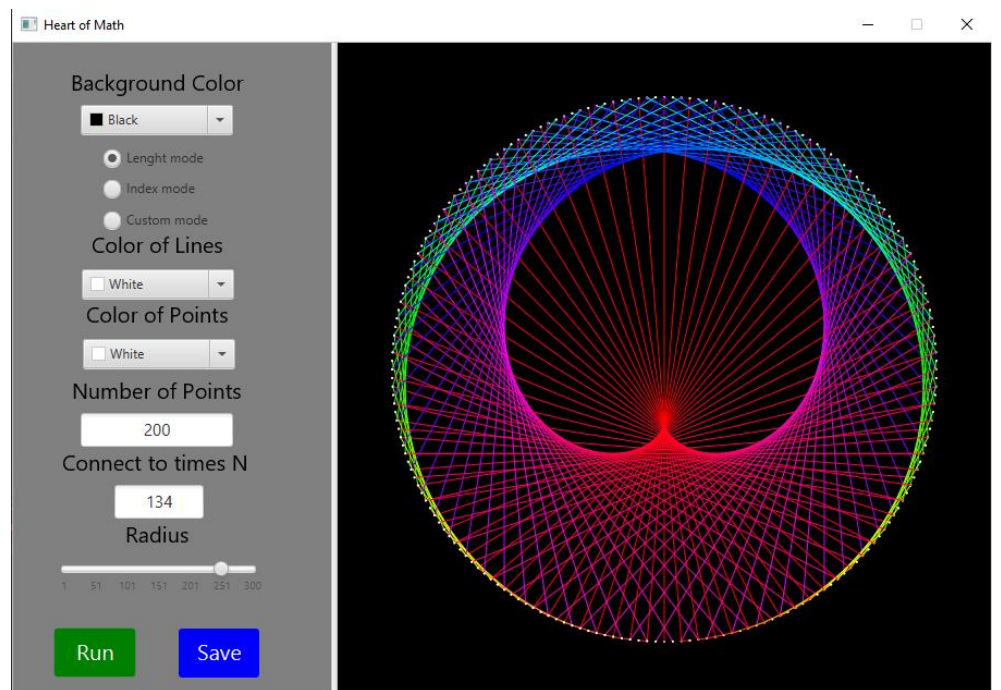 Heart of Math
Background Color
Black
Lenght mode
Index mode
Custom mode
Color of Lines
White
Color of Points
White
Number of Points
200
Connect to times N
134
Radius
1 51 101 151 201 251 300
Run Save